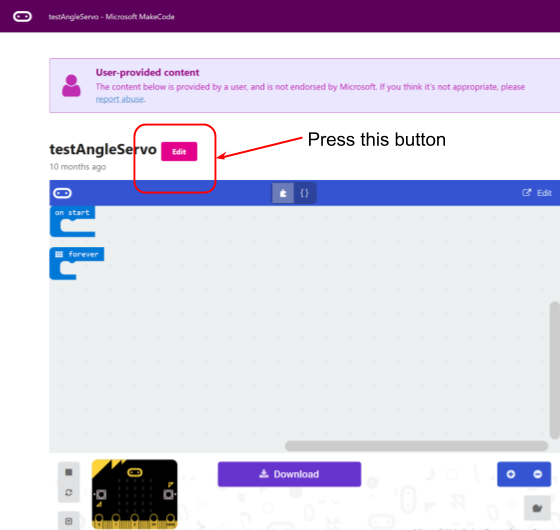 testAngleServo - Microsoft MakeCode
User-provided content
The content below is provided by a user, and is not endorsed by Microsoft. If you think it's not appropriate, please
report abuse.
Press this button
testAngleServo Edit
10 months ago
{} Edit
on start
forever
Download